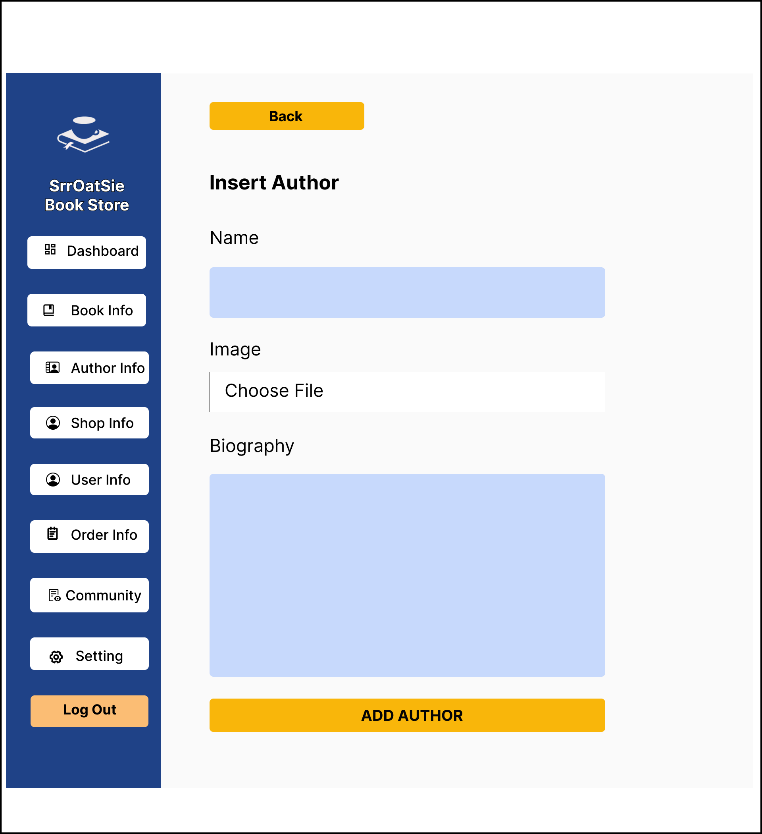 SrrOatSie
Book Store
Dashboard
Book Info
Author Info
Shop Info
User Info
Order Info
Community
Setting
Log Out
Back
Insert Author
Name
Image
Choose File
Biography
ADD AUTHOR